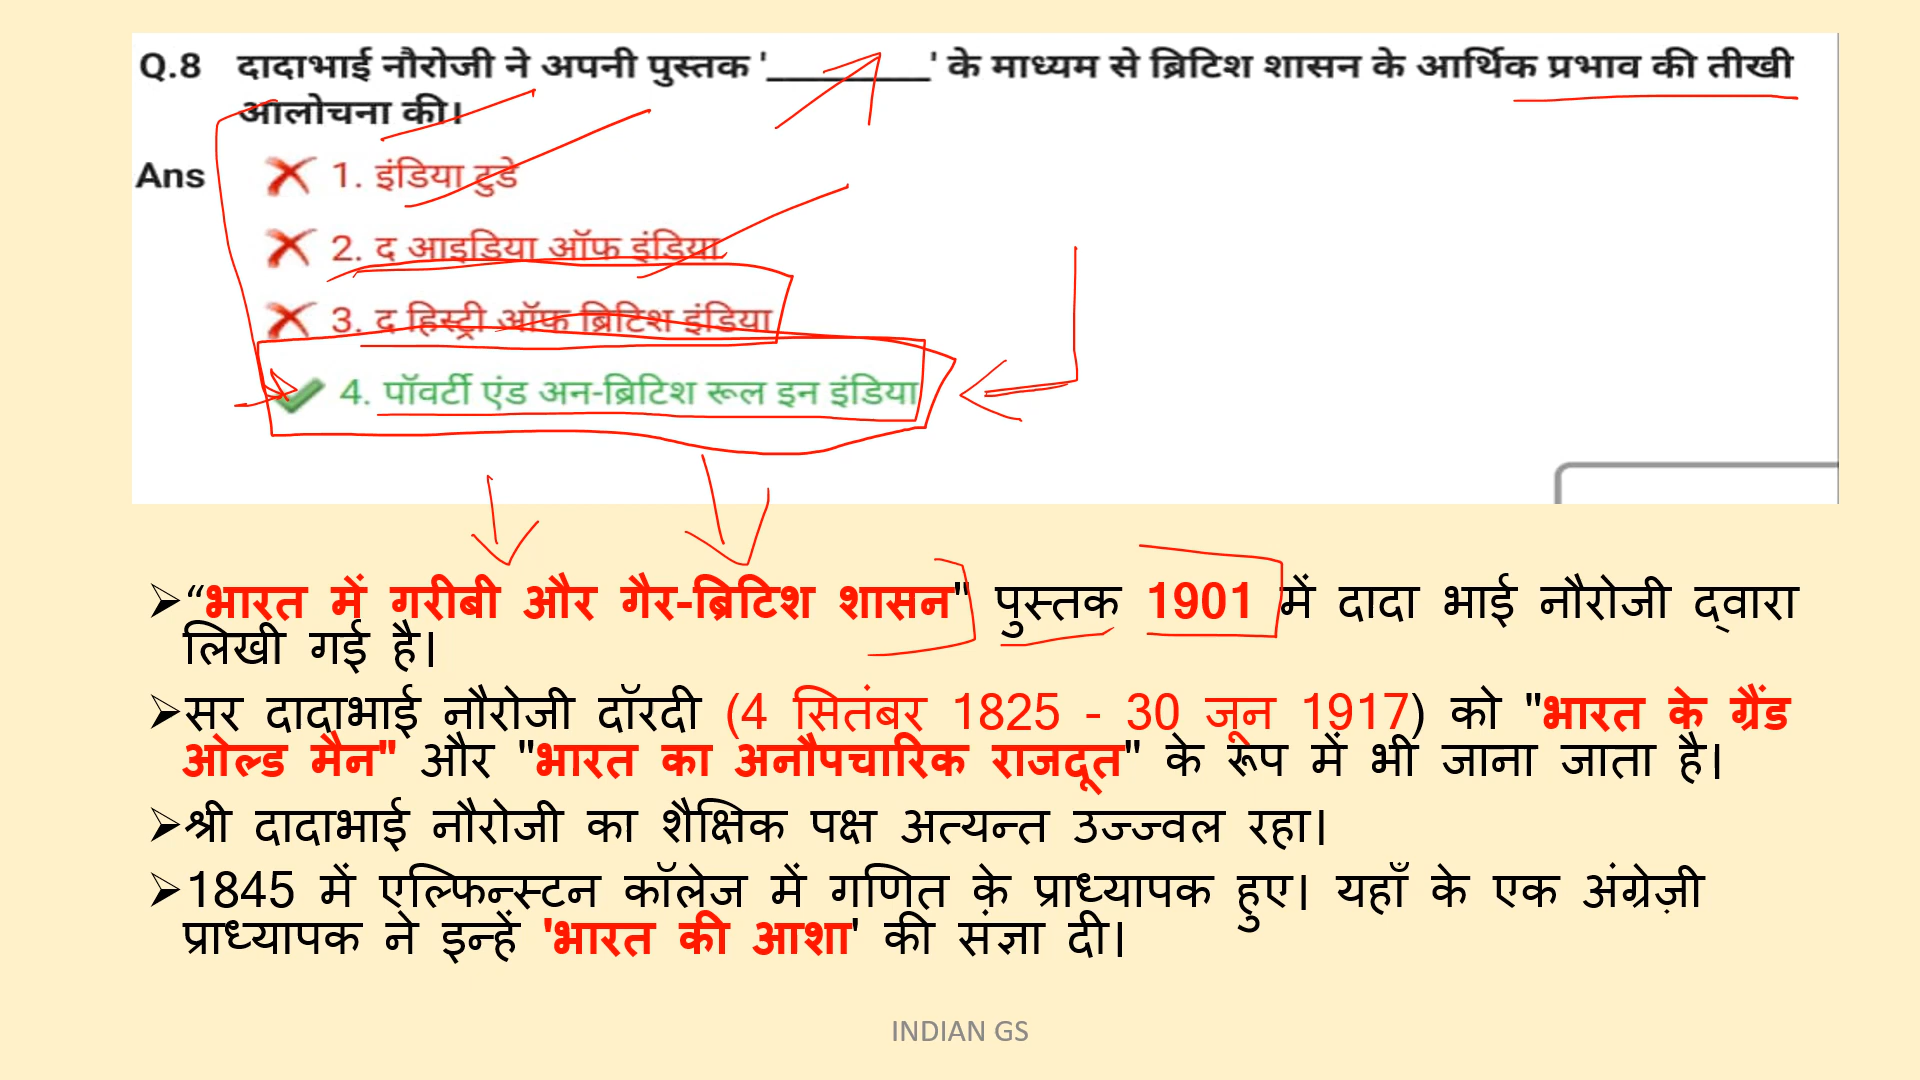 Q.8 दादाभाई नौरोजी ने अपनी पुस्तक '_________' के माध्यम से ब्रिटिश शासन के आर्थिक प्रभाव की तीखी
आलोचना की।
Ans 1. इंडिया टुडे
2. द आइडिया ऑफ इंडिया
3. द हिस्ट्री ऑफ ब्रिटिश इंडिया
4. पॉवर्टी एंड अन-ब्रिटिश रूल इन इंडिया
➢“भारत में गरीबी और गैर-ब्रिटिश शासन" पुस्तक 1901 में दादा भाई नौरोजी द्वारा
लिखी गई है।
➢सर दादाभाई नौरोजी दॉरदी (4 सितंबर 1825 - 30 जून 1917) को "भारत के ग्रैंड
ओल्ड मैन" और "भारत का अनौपचारिक राजदूत" के रूप में भी जाना जाता है।
➢श्री दादाभाई नौरोजी का शैक्षिक पक्ष अत्यन्त उज्ज्वल रहा।
➢1845 में एल्फिन्स्टन कॉलेज में गणित के प्राध्यापक हुए। यहाँ के एक अंग्रेज़ी
प्राध्यापक ने इन्हें 'भारत की आशा' की संज्ञा दी।
INDIAN GS